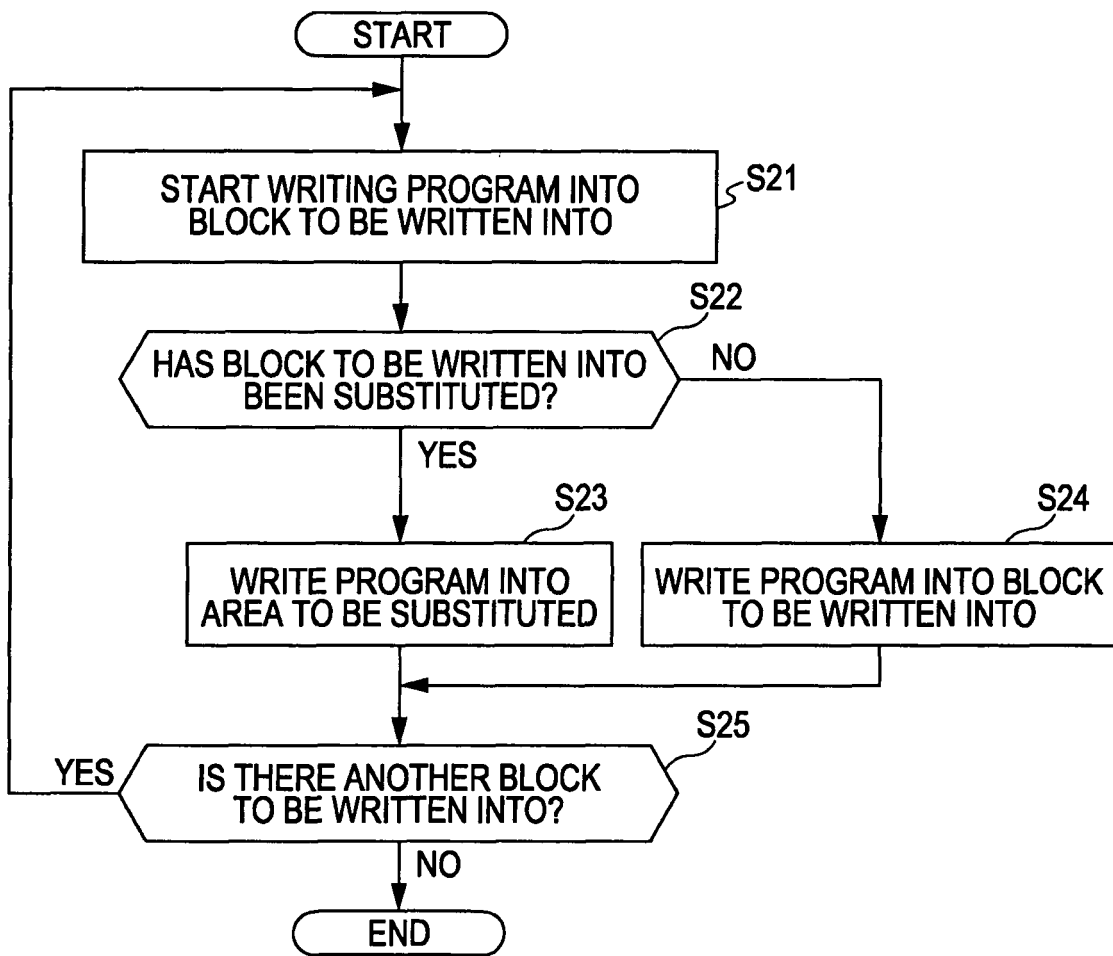 START
START WRITING PROGRAM INTO
BLOCK TO BE WRITTEN INTO
S21
S22
HAS BLOCK TO BE WRITTEN INTO
BEEN SUBSTITUTED?
NO
YES
S23
WRITE PROGRAM INTO
AREA TO BE SUBSTITUTED
S24
WRITE PROGRAM INTO BLOCK
TO BE WRITTEN INTO
S25
YES
IS THERE ANOTHER BLOCK
TO BE WRITTEN INTO?
NO
END